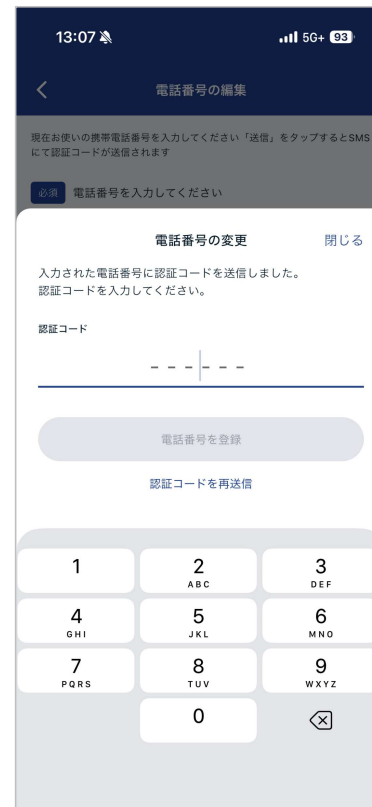 13:07
5G+ 93
電話番号の編集
現在お使いの携帯電話番号を入力してください「送信」をタップするとSMS
にて認証コードが送信されます
必須 電話番号を入力してください
電話番号の変更 閉じる
入力された電話番号に認証コードを送信しました。
認証コードを入力してください。
認証コード
- - - - - -
電話番号を登録
認証コードを再送信
1 2 3
ABC DEF
4 5 6
GHI JKL MNO
7 8 9
PQRS TUV WXYZ
0